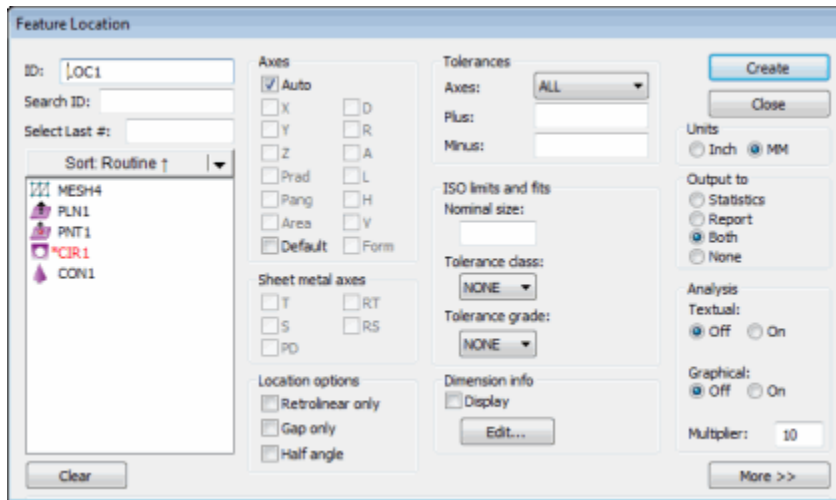 Feature Location
ID: LOC1
Search ID:
Select Last #:
Sort: Routine ↑
MESH4
PLN1
PNT1
*CIR1
CON1
Clear
Axes
Auto
X D
Y R
Z A
Prad L
Pang H
Area V
Default Form
Sheet metal axes
T RT
S RS
PD
Location options
Retrolinear only
Gap only
Half angle
Tolerances
Axes: ALL
Plus:
Minus:
ISO limits and fits
Nominal size:
Tolerance class:
NONE
Tolerance grade:
NONE
Dimension info
Display
Edit...
Create
Close
Units
Inch MM
Output to
Statistics
Report
Both
None
Analysis
Textual:
Off On
Graphical:
Off On
Multiplier: 10
More >>